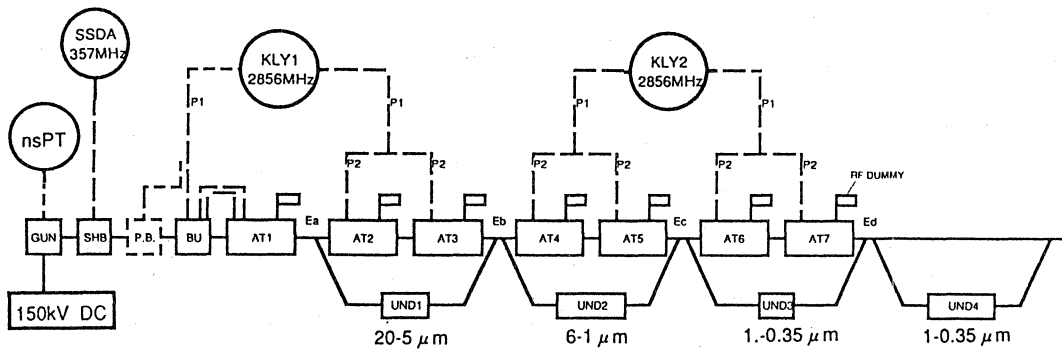 SSDA
357MHz
KLY1
2856MHz
KLY2
2856MHz
nsPT
P1
P1
P1
P1
P2
P2
P2
P2
P2
P2
RF DUMMY
GUN
SHB
P.B.
BU
AT1
Ea
AT2
AT3
Eb
AT4
AT5
Ec
AT6
AT7
Ed
150kV DC
UND1
UND2
UND3
UND4
20-5 μm
6-1 μm
1.-0.35 μm
1-0.35 μm